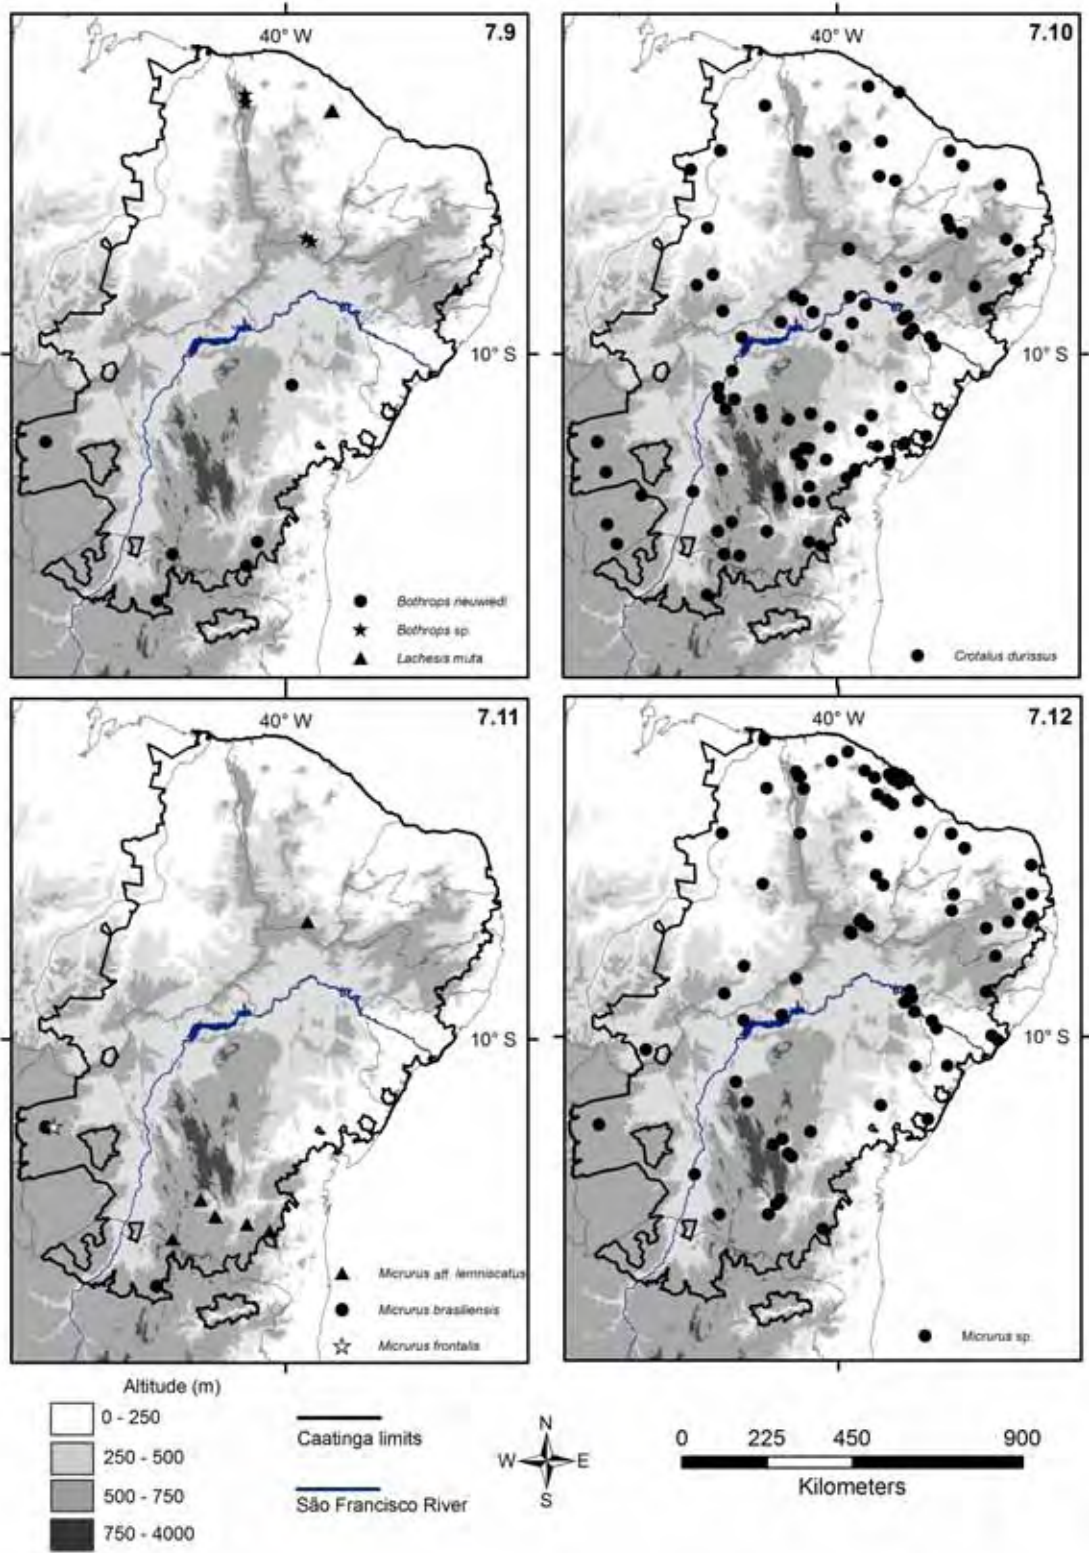 40° W
7.9
10° S
Bothrops neuwiedi
Bothrops sp.
Lachesis muta
40° W
7.10
10° S
Crotalus durissus
40° W
7.11
10° S
Micrurus aff. lemniscatus
Micrurus brasiliensis
Micrurus frontalis
40° W
7.12
10° S
Micrurus sp.
Altitude (m)
0 - 250
250 - 500
500 - 750
750 - 4000
Caatinga limits
São Francisco River
N
W E
S
0 225 450 900
Kilometers